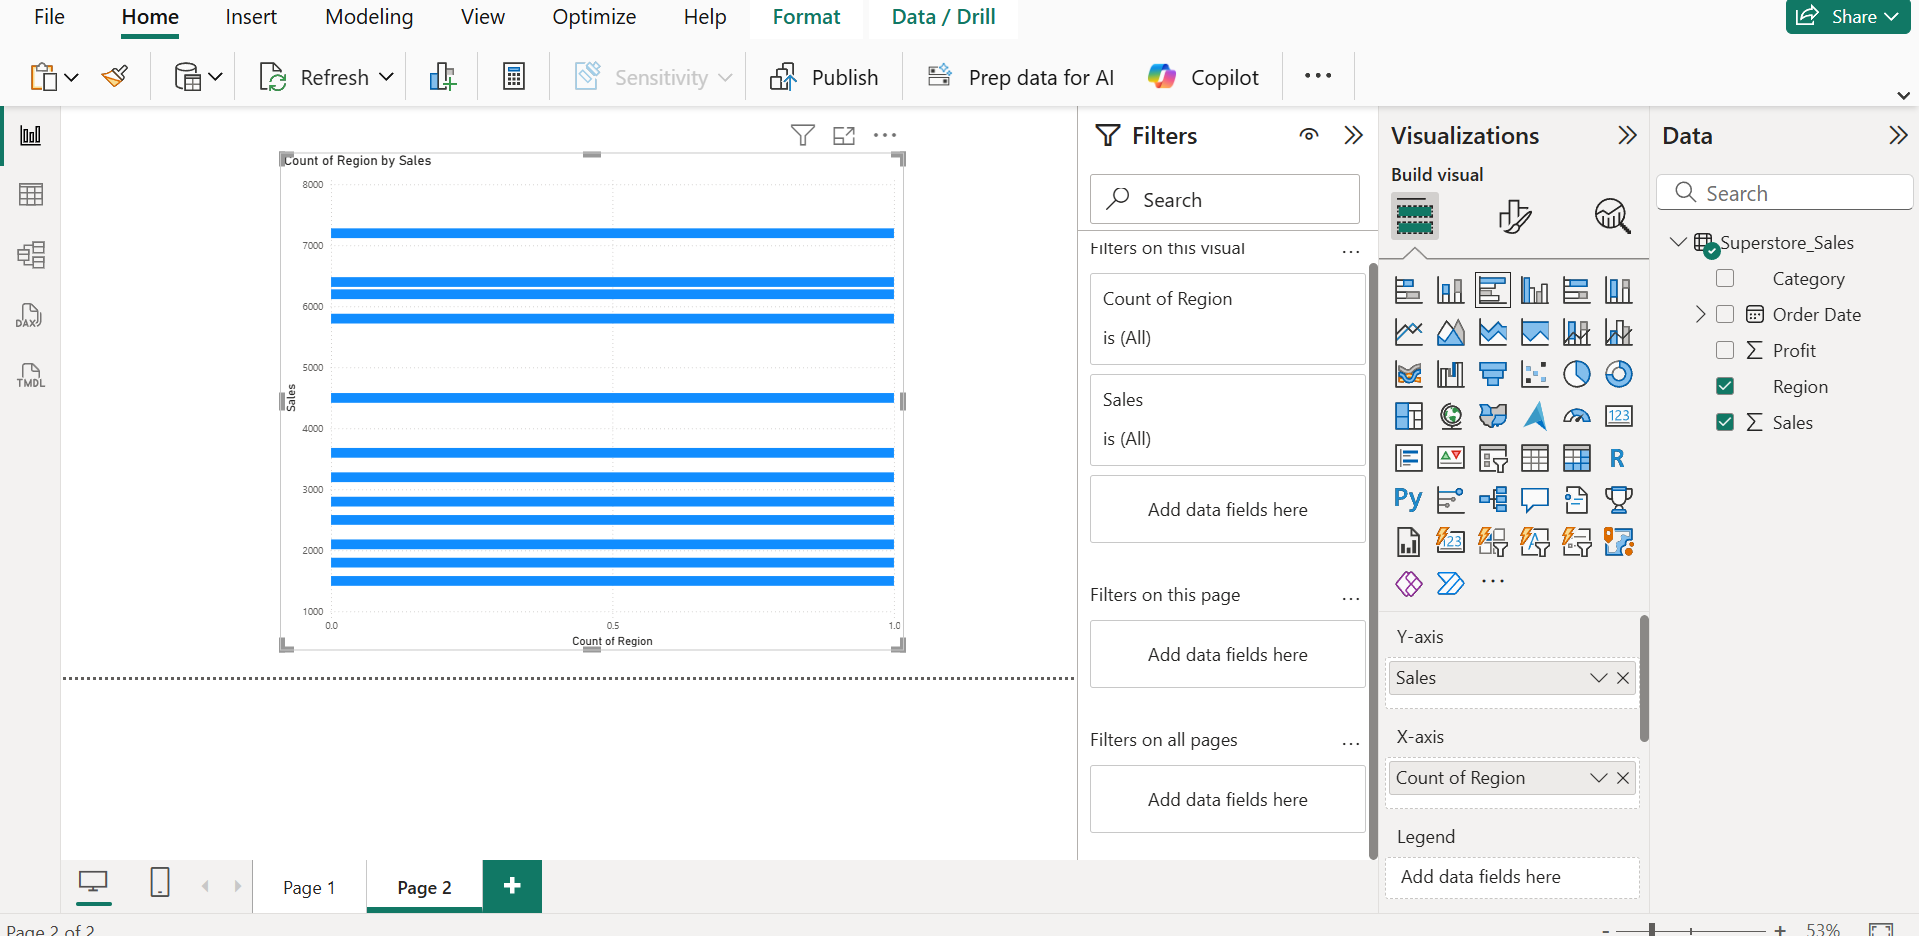 File Home Insert Modeling View Optimize Help Format Data / Drill Share
Refresh Sensitivity Publish Prep data for AI Copilot
Count of Region by Sales
8000
7000
6000
5000
4000
3000
2000
1000
Sales
0.0 0.5 1.0
Count of Region
Filters
Search
Filters on this visual
Count of Region
is (All)
Sales
is (All)
Add data fields here
Filters on this page
Add data fields here
Filters on all pages
Add data fields here
Visualizations
Build visual
123
R
Py
123
Y-axis
Sales
X-axis
Count of Region
Legend
Add data fields here
Data
Search
Superstore_Sales
Category
Order Date
Profit
Region
Sales
DAX
TMDL
Page 1 Page 2
Page 2 of 2
53%